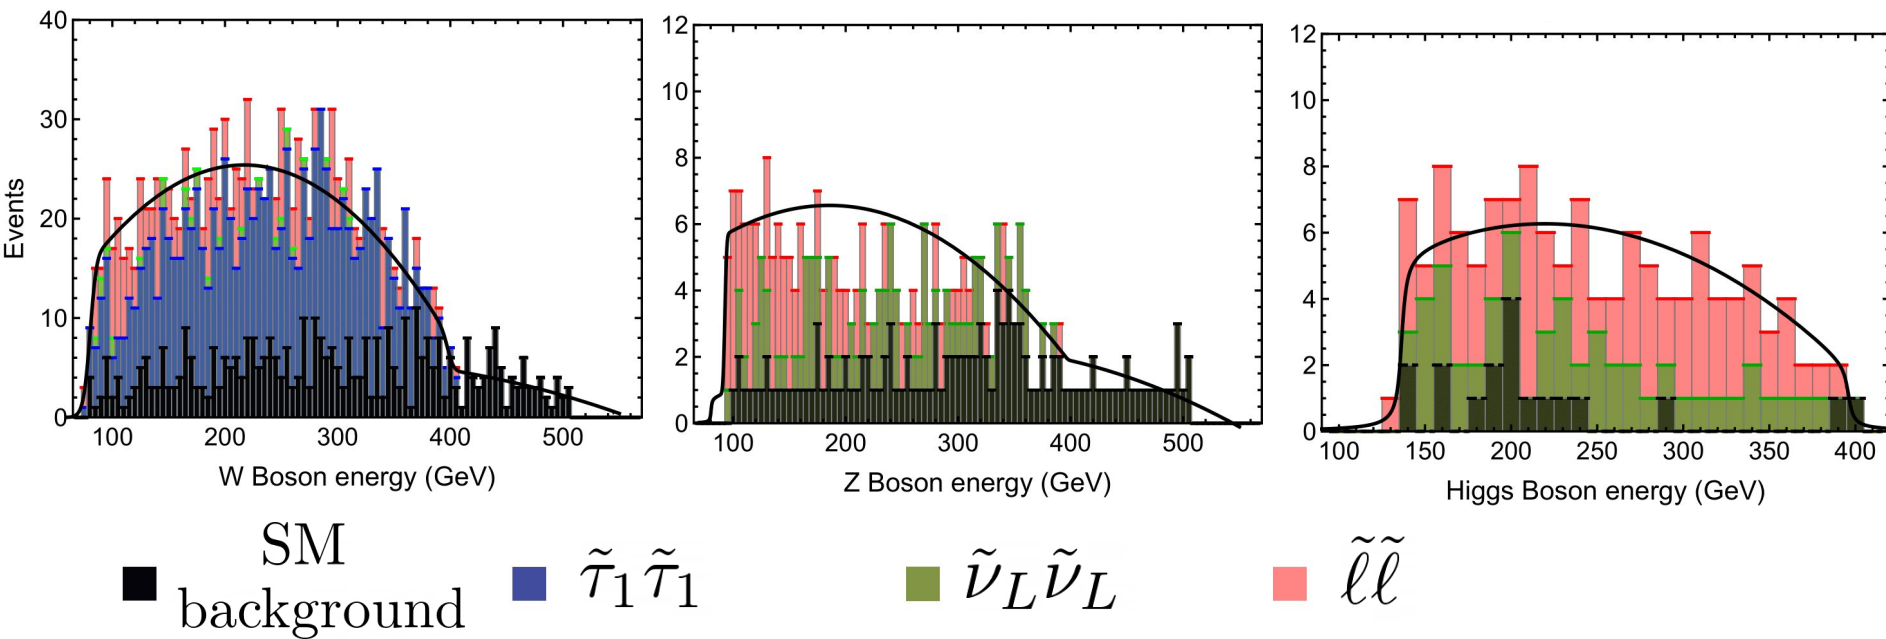 40
30
20
10
0
Events
100 200 300 400 500
W Boson energy (GeV)
12
10
8
6
4
2
0
100 200 300 400 500
Z Boson energy (GeV)
12
10
8
6
4
2
0
100 150 200 250 300 350 400
Higgs Boson energy (GeV)
SM
background
τ̃₁τ̃₁
ν̃_Lν̃_L
ℓ̃ℓ̃